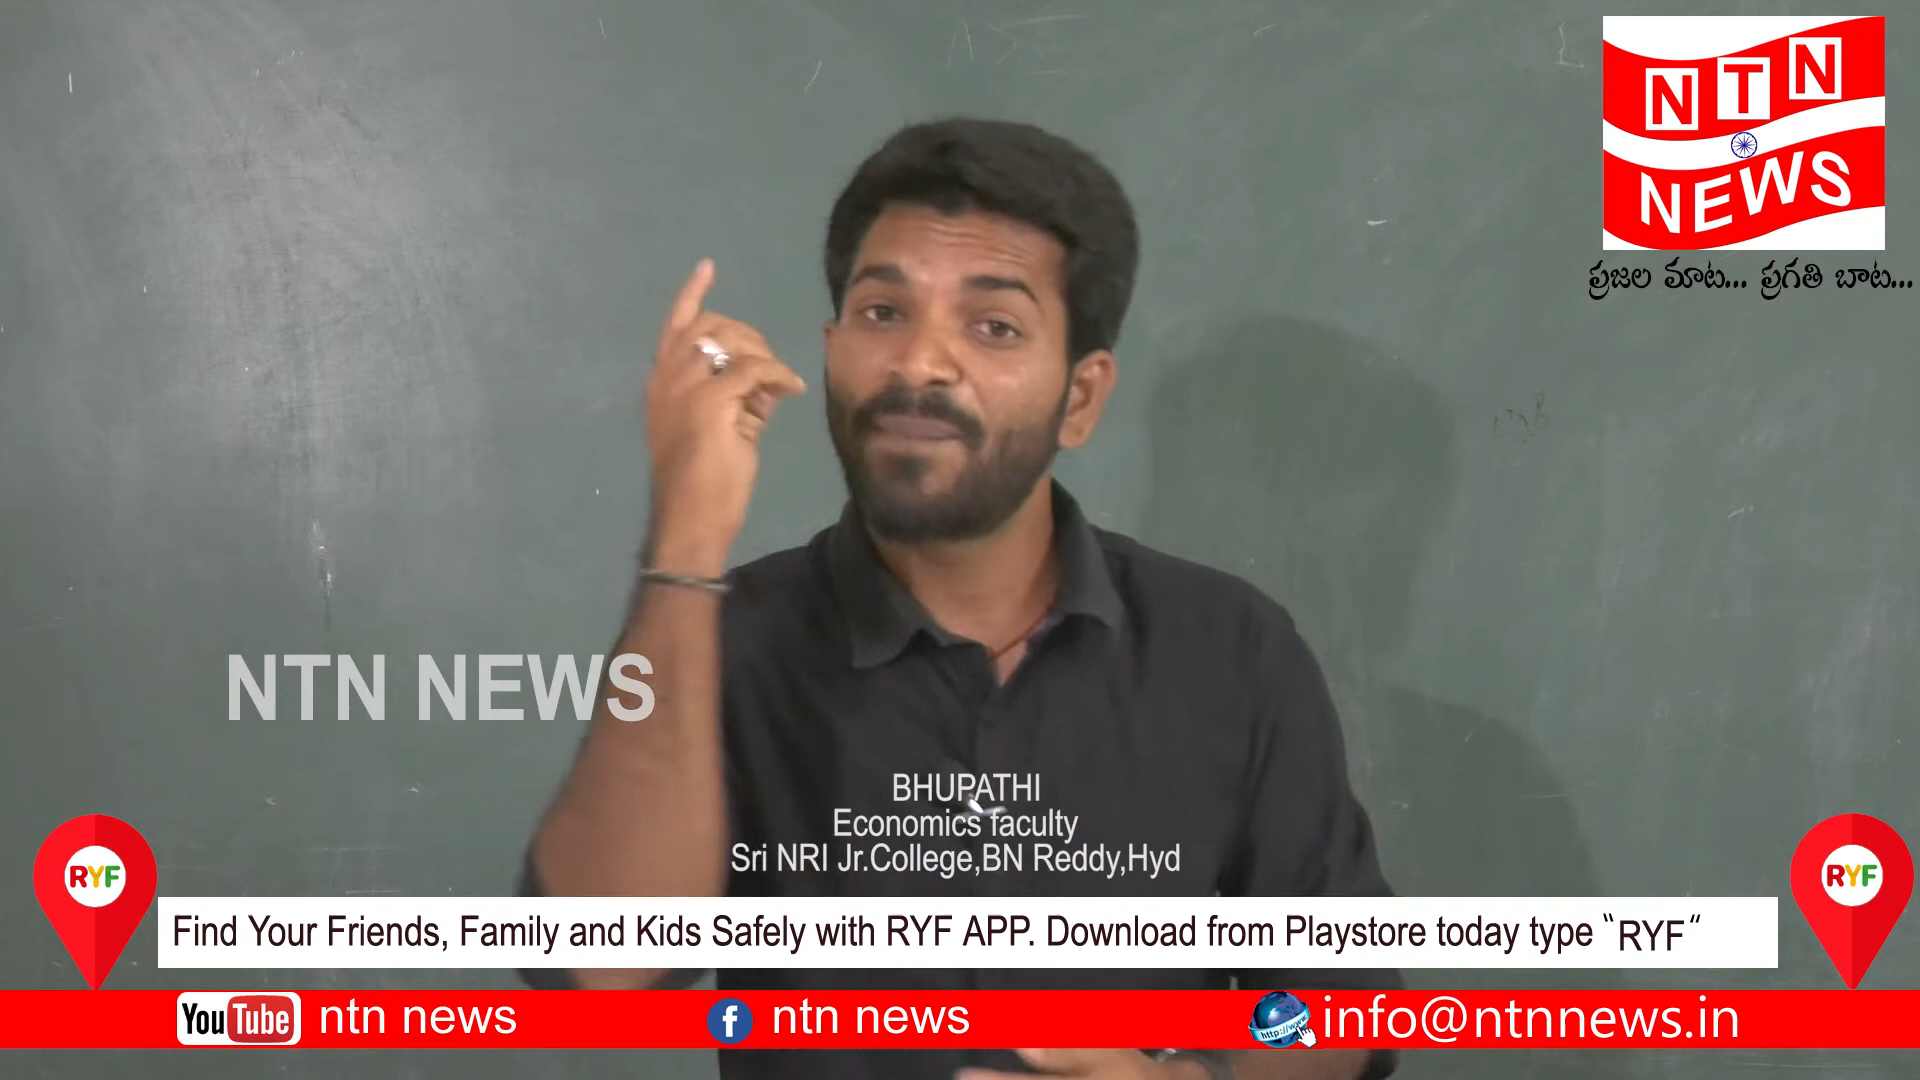 NTN
NEWS
ప్రజల మాట... ప్రగతి బాట...
NTN NEWS
BHUPATHI
Economics faculty
Sri NRI Jr.College,BN Reddy,Hyd
RYF
RYF
Find Your Friends, Family and Kids Safely with RYF APP. Download from Playstore today type “RYF”
YouTube ntn news
f ntn news
http://www
info@ntnnews.in